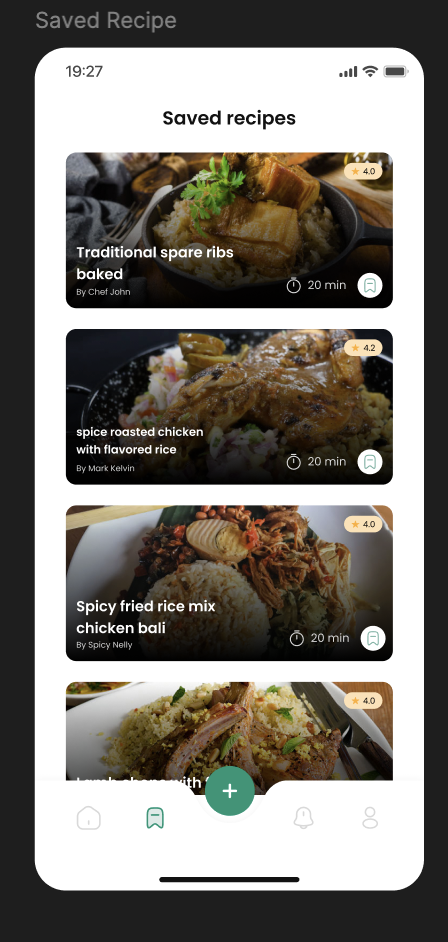 Saved Recipe
19:27
Saved recipes
4.0
Traditional spare ribs
baked
By Chef John
20 min
4.2
spice roasted chicken
with flavored rice
By Mark Kelvin
20 min
4.0
Spicy fried rice mix
chicken bali
By Spicy Nelly
20 min
4.0
Lamb chops with